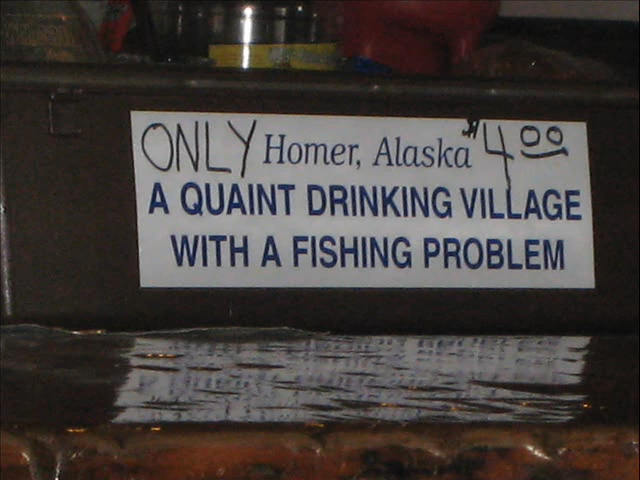 ONLY Homer, Alaska $4.00
A QUAINT DRINKING VILLAGE
WITH A FISHING PROBLEM